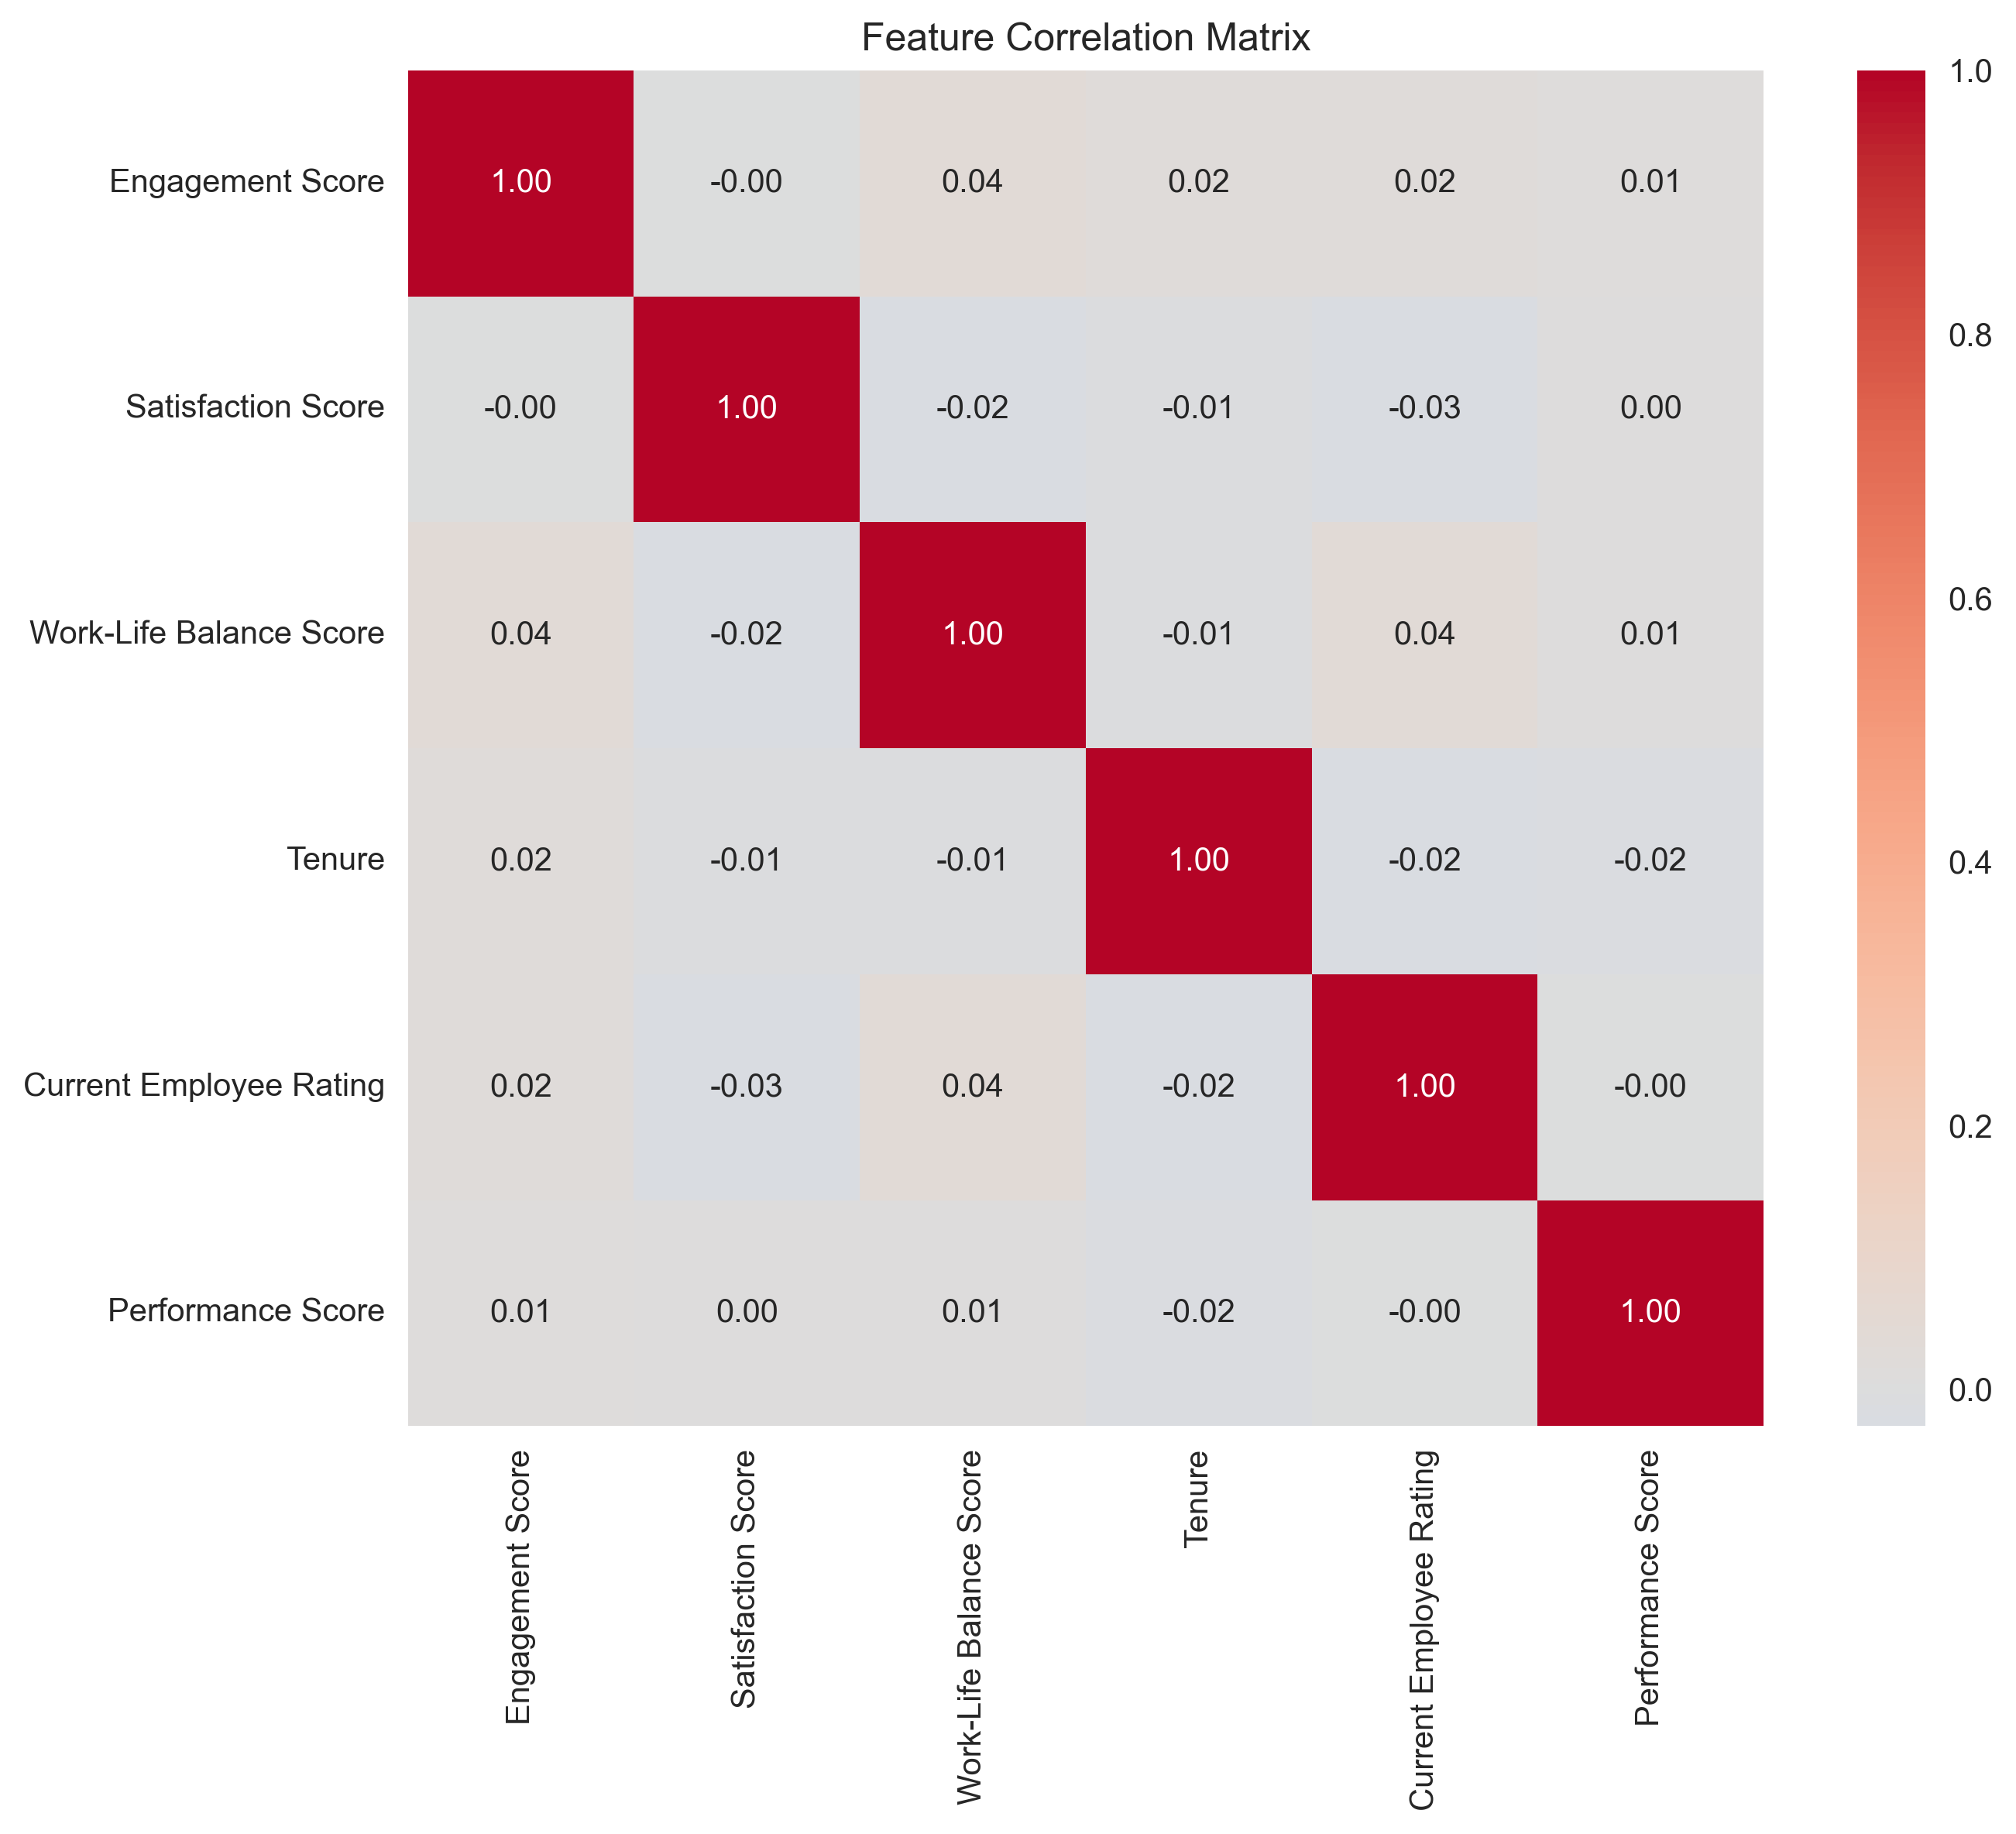 Feature Correlation Matrix
Engagement Score 1.00 -0.00 0.04 0.02 0.02 0.01
Satisfaction Score -0.00 1.00 -0.02 -0.01 -0.03 0.00
Work-Life Balance Score 0.04 -0.02 1.00 -0.01 0.04 0.01
Tenure 0.02 -0.01 -0.01 1.00 -0.02 -0.02
Current Employee Rating 0.02 -0.03 0.04 -0.02 1.00 -0.00
Performance Score 0.01 0.00 0.01 -0.02 -0.00 1.00
Engagement Score
Satisfaction Score
Work-Life Balance Score
Tenure
Current Employee Rating
Performance Score
1.0
0.8
0.6
0.4
0.2
0.0